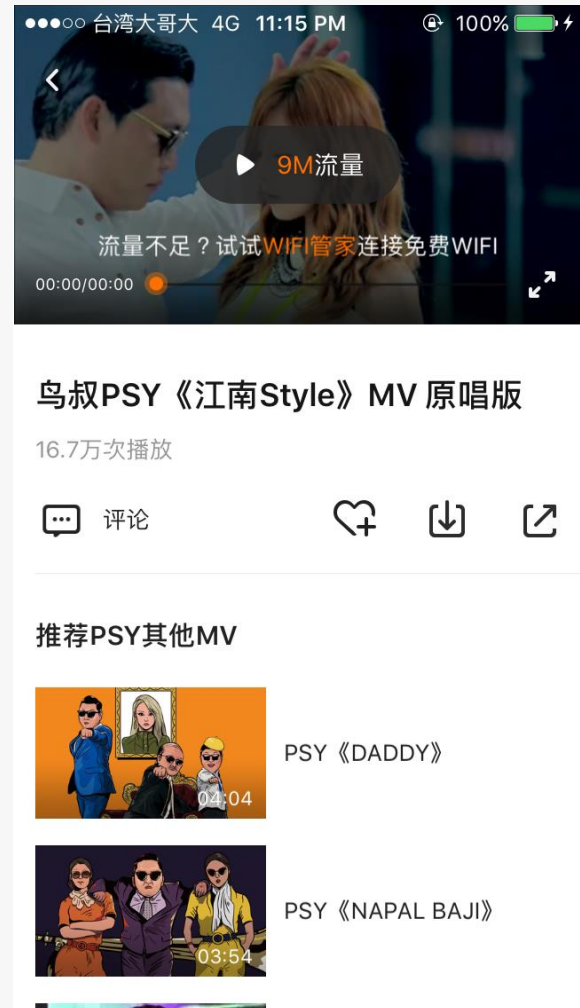 台湾大哥大 4G 11:15 PM 100%
9M流量
流量不足？试试WIFI管家连接免费WIFI
00:00/00:00
鸟叔PSY《江南Style》MV 原唱版
16.7万次播放
评论
推荐PSY其他MV
04:04
PSY《DADDY》
03:54
PSY《NAPAL BAJI》